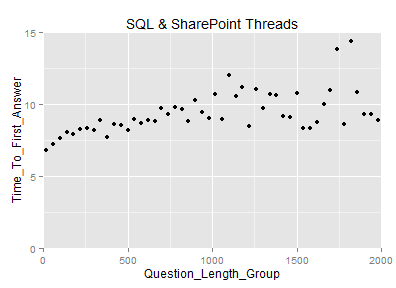 SQL & SharePoint Threads
15
10
5
0
Time_To_First_Answer
0 500 1000 1500 2000
Question_Length_Group